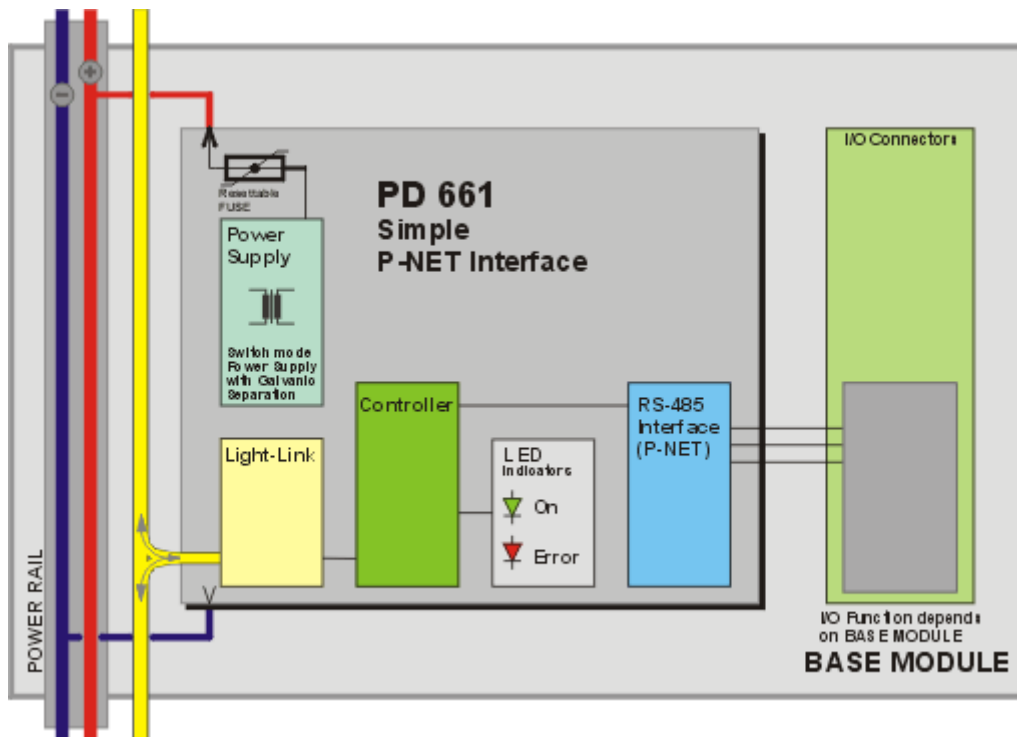 PD 661
Simple
P-NET Interface
I/O Connectors
Resettable
FUSE
Power
Supply
Switch mode
Power Supply
with Galvanic
Separation
Controller
RS-485
Interface
(P-NET)
Light-Link
LED
Indicators
On
Error
POWER RAIL
I/O Function depends
on BASE MODULE
BASE MODULE